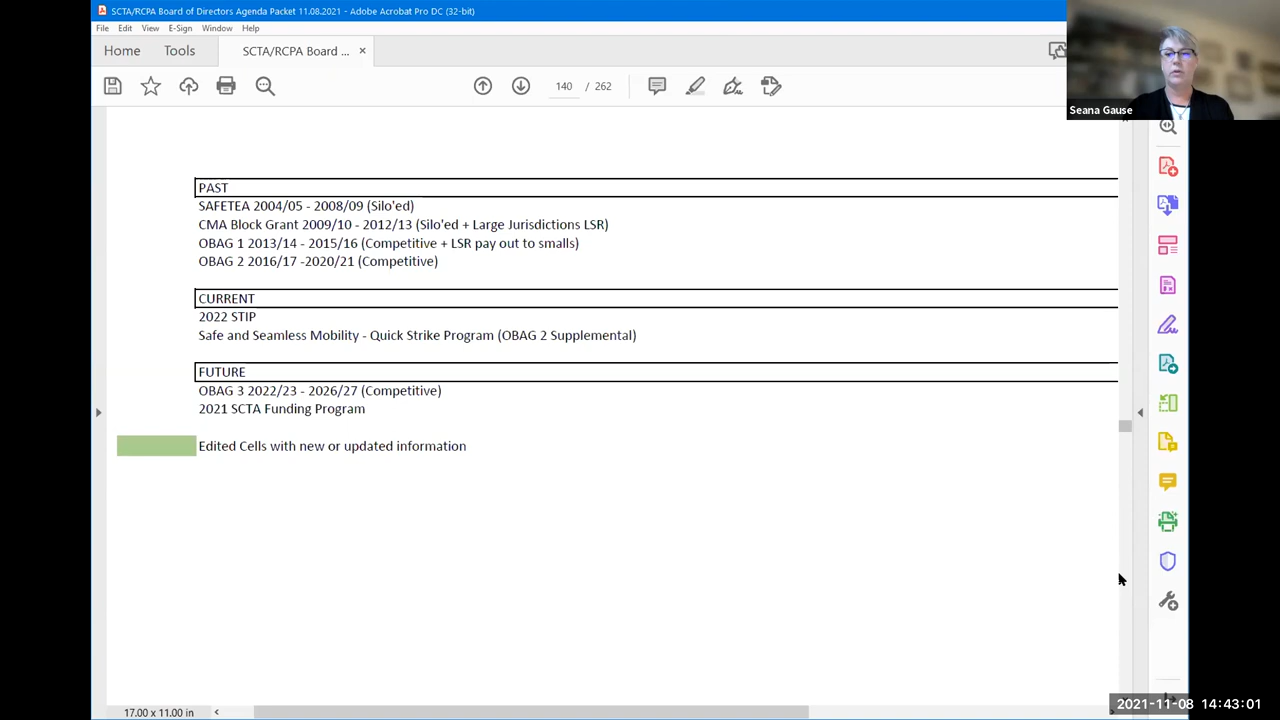 SCTA/RCPA Board of Directors Agenda Packet 11.08.2021 - Adobe Acrobat Pro DC (32-bit)
File Edit View E-Sign Window Help
Home Tools SCTA/RCPA Board ... ×
140 / 262
Seana Gause
PAST
SAFETEA 2004/05 - 2008/09 (Silo'ed)
CMA Block Grant 2009/10 - 2012/13 (Silo'ed + Large Jurisdictions LSR)
OBAG 1 2013/14 - 2015/16 (Competitive + LSR pay out to smalls)
OBAG 2 2016/17 -2020/21 (Competitive)
CURRENT
2022 STIP
Safe and Seamless Mobility - Quick Strike Program (OBAG 2 Supplemental)
FUTURE
OBAG 3 2022/23 - 2026/27 (Competitive)
2021 SCTA Funding Program
Edited Cells with new or updated information
17.00 x 11.00 in
2021-11-08 14:43:01